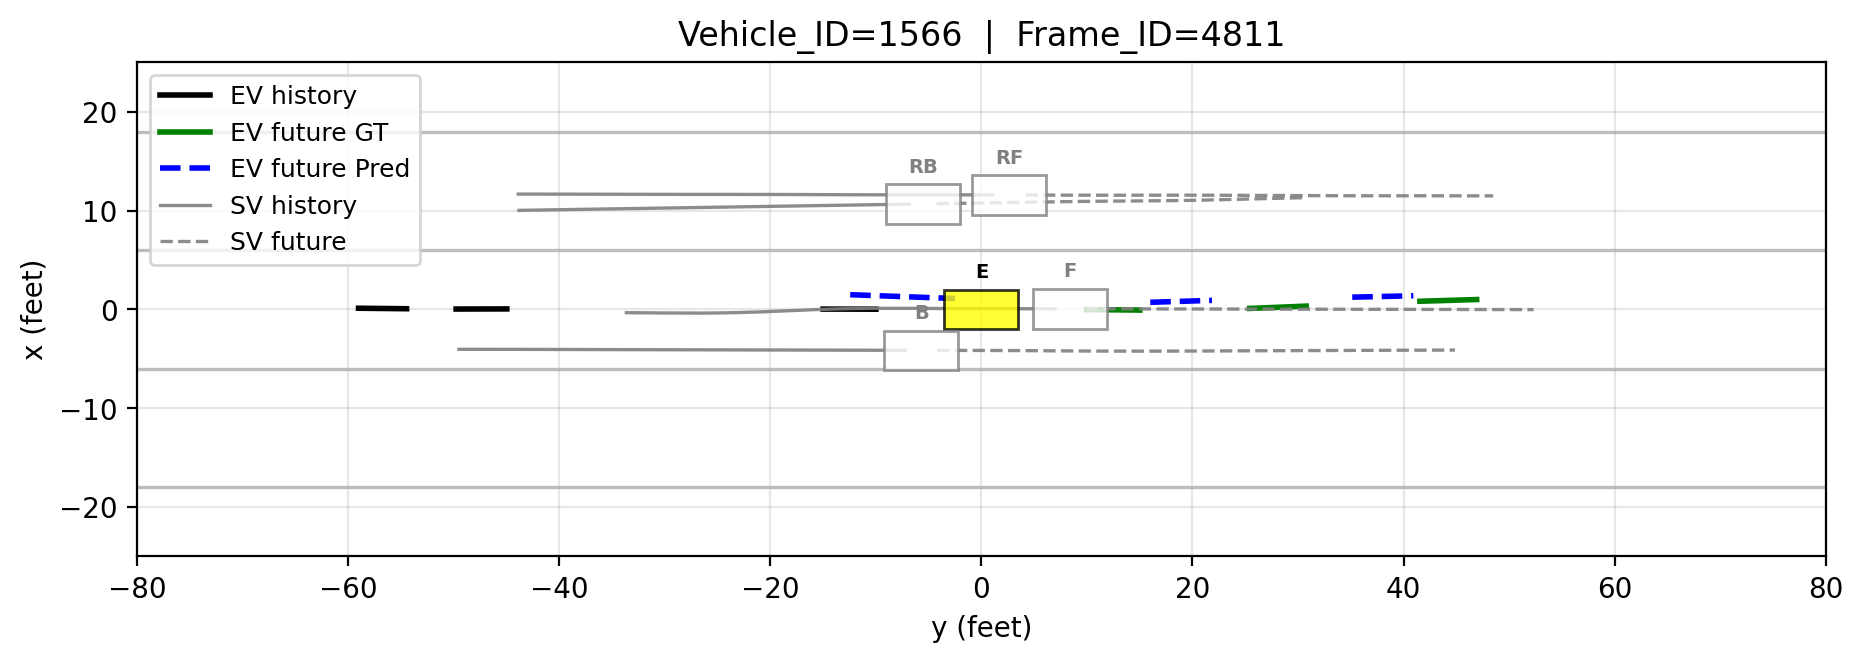 Vehicle_ID=1566 | Frame_ID=4811
EV history
EV future GT
EV future Pred
SV history
SV future
RB
RF
E
F
B
20
10
0
−10
−20
x (feet)
−80
−60
−40
−20
0
20
40
60
80
y (feet)